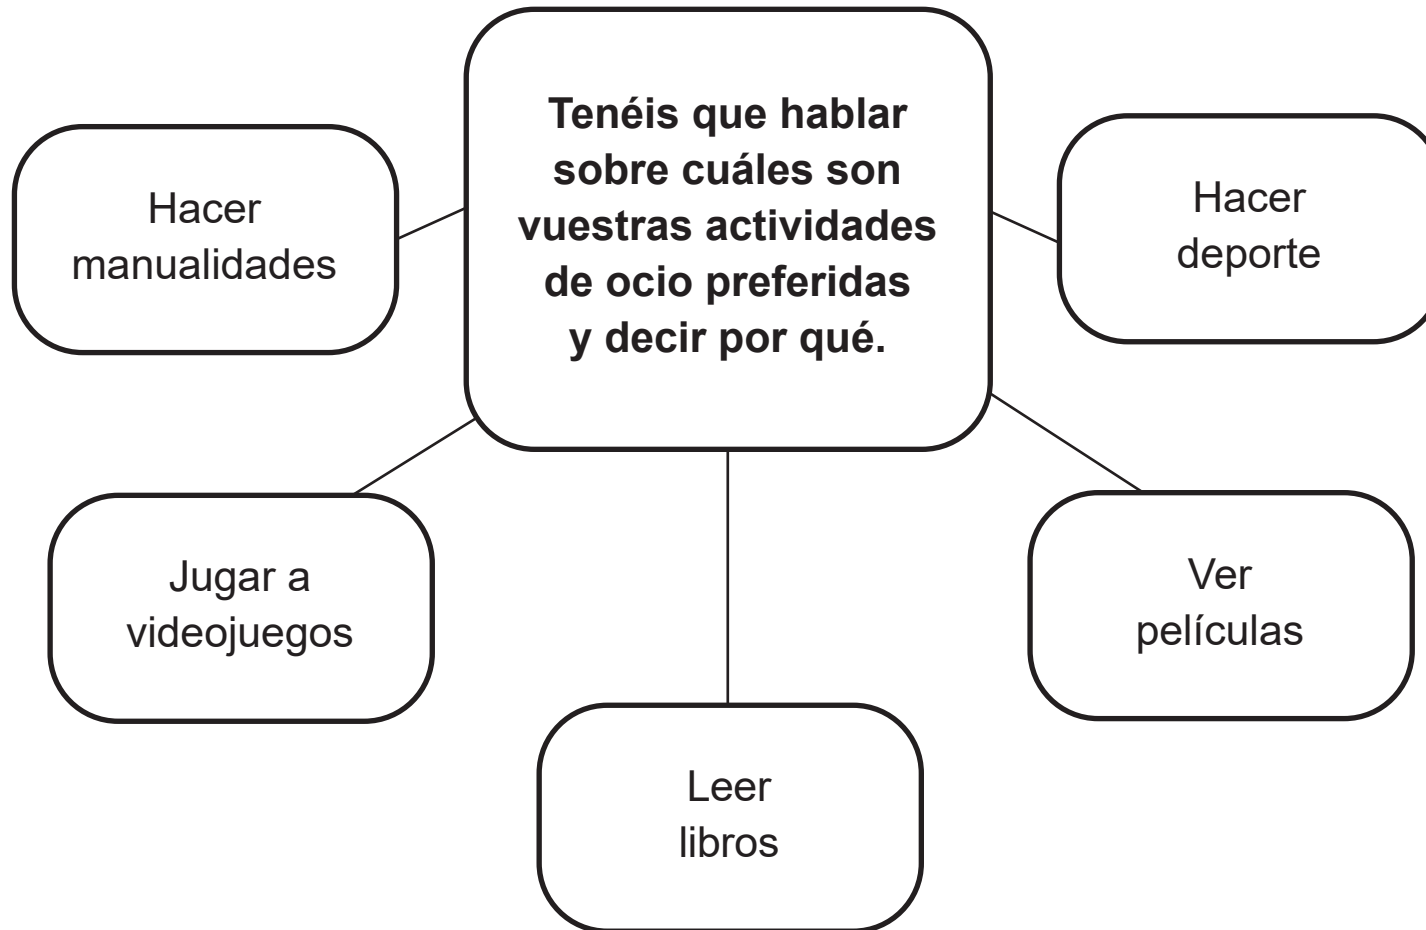 Tenéis que hablar
sobre cuáles son
vuestras actividades
de ocio preferidas
y decir por qué.
Hacer
manualidades
Hacer
deporte
Jugar a
videojuegos
Ver
películas
Leer
libros